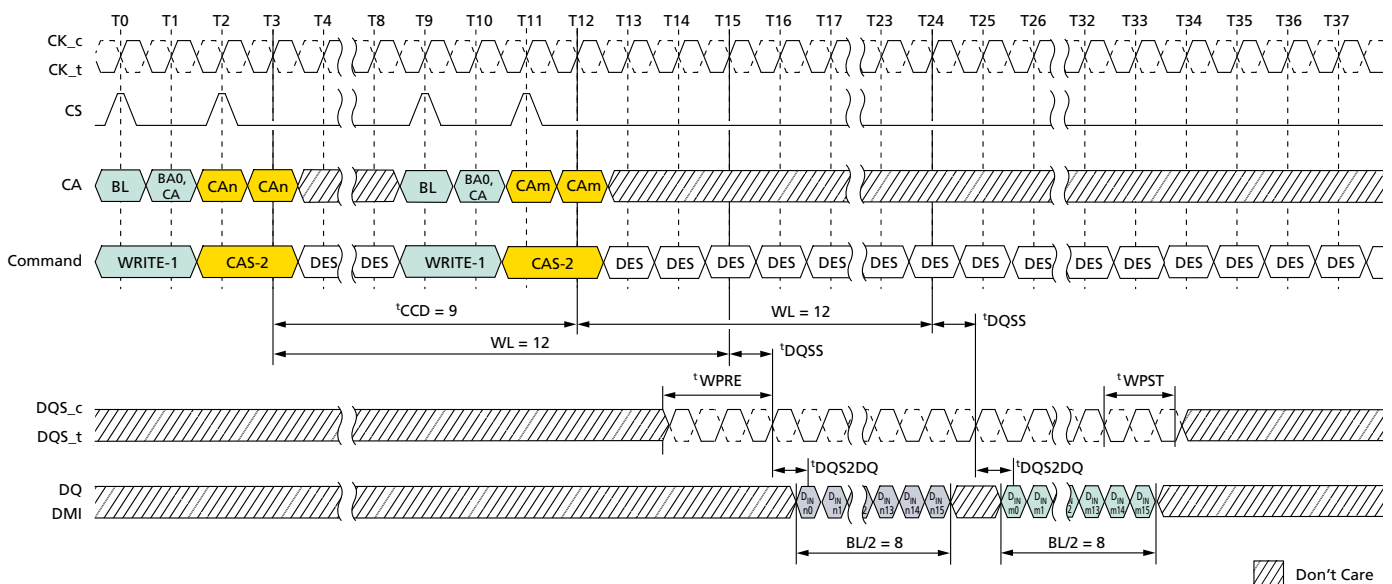 T0 T1 T2 T3 T4 T8 T9 T10 T11 T12 T13 T14 T15 T16 T17 T23 T24 T25 T26 T32 T33 T34 T35 T36 T37
CK_c
CK_t
CS
CA BL BA0, CA CAn CAn BL BA0, CA CAm CAm
Command WRITE-1 CAS-2 DES DES WRITE-1 CAS-2 DES DES DES DES DES DES DES DES DES DES DES DES DES DES DES
tCCD = 9 WL = 12 tDQSS
WL = 12 tDQSS
tWPRE tWPST
DQS_c
DQS_t
tDQS2DQ tDQS2DQ
DQ
DMI
DIN n0 DIN n1 DIN n13 DIN n14 DIN n15 DIN m0 DIN m1 DIN m13 DIN m14 DIN m15
BL/2 = 8 BL/2 = 8
Don't Care